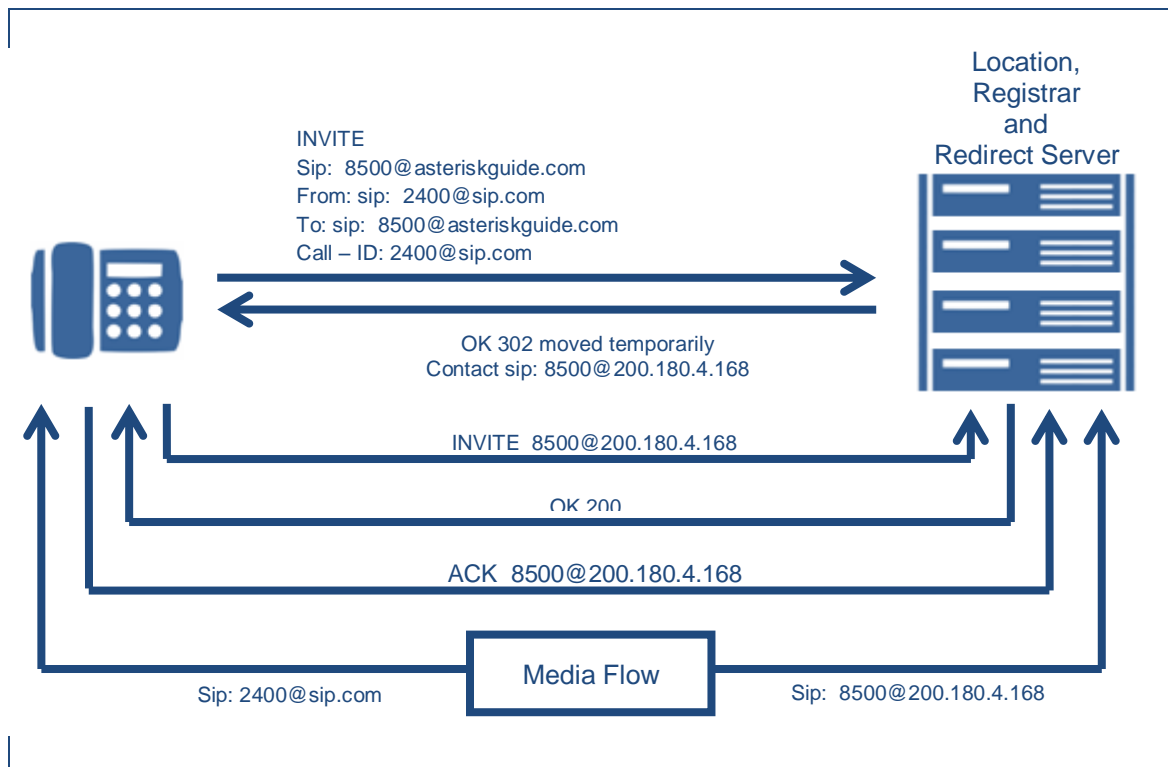 Location,
Registrar
and
Redirect Server
INVITE
Sip: 8500@asteriskguide.com
From: sip: 2400@sip.com
To: sip: 8500@asteriskguide.com
Call – ID: 2400@sip.com
OK 302 moved temporarily
Contact sip: 8500@200.180.4.168
INVITE 8500@200.180.4.168
OK 200
ACK 8500@200.180.4.168
Media Flow
Sip: 2400@sip.com
Sip: 8500@200.180.4.168